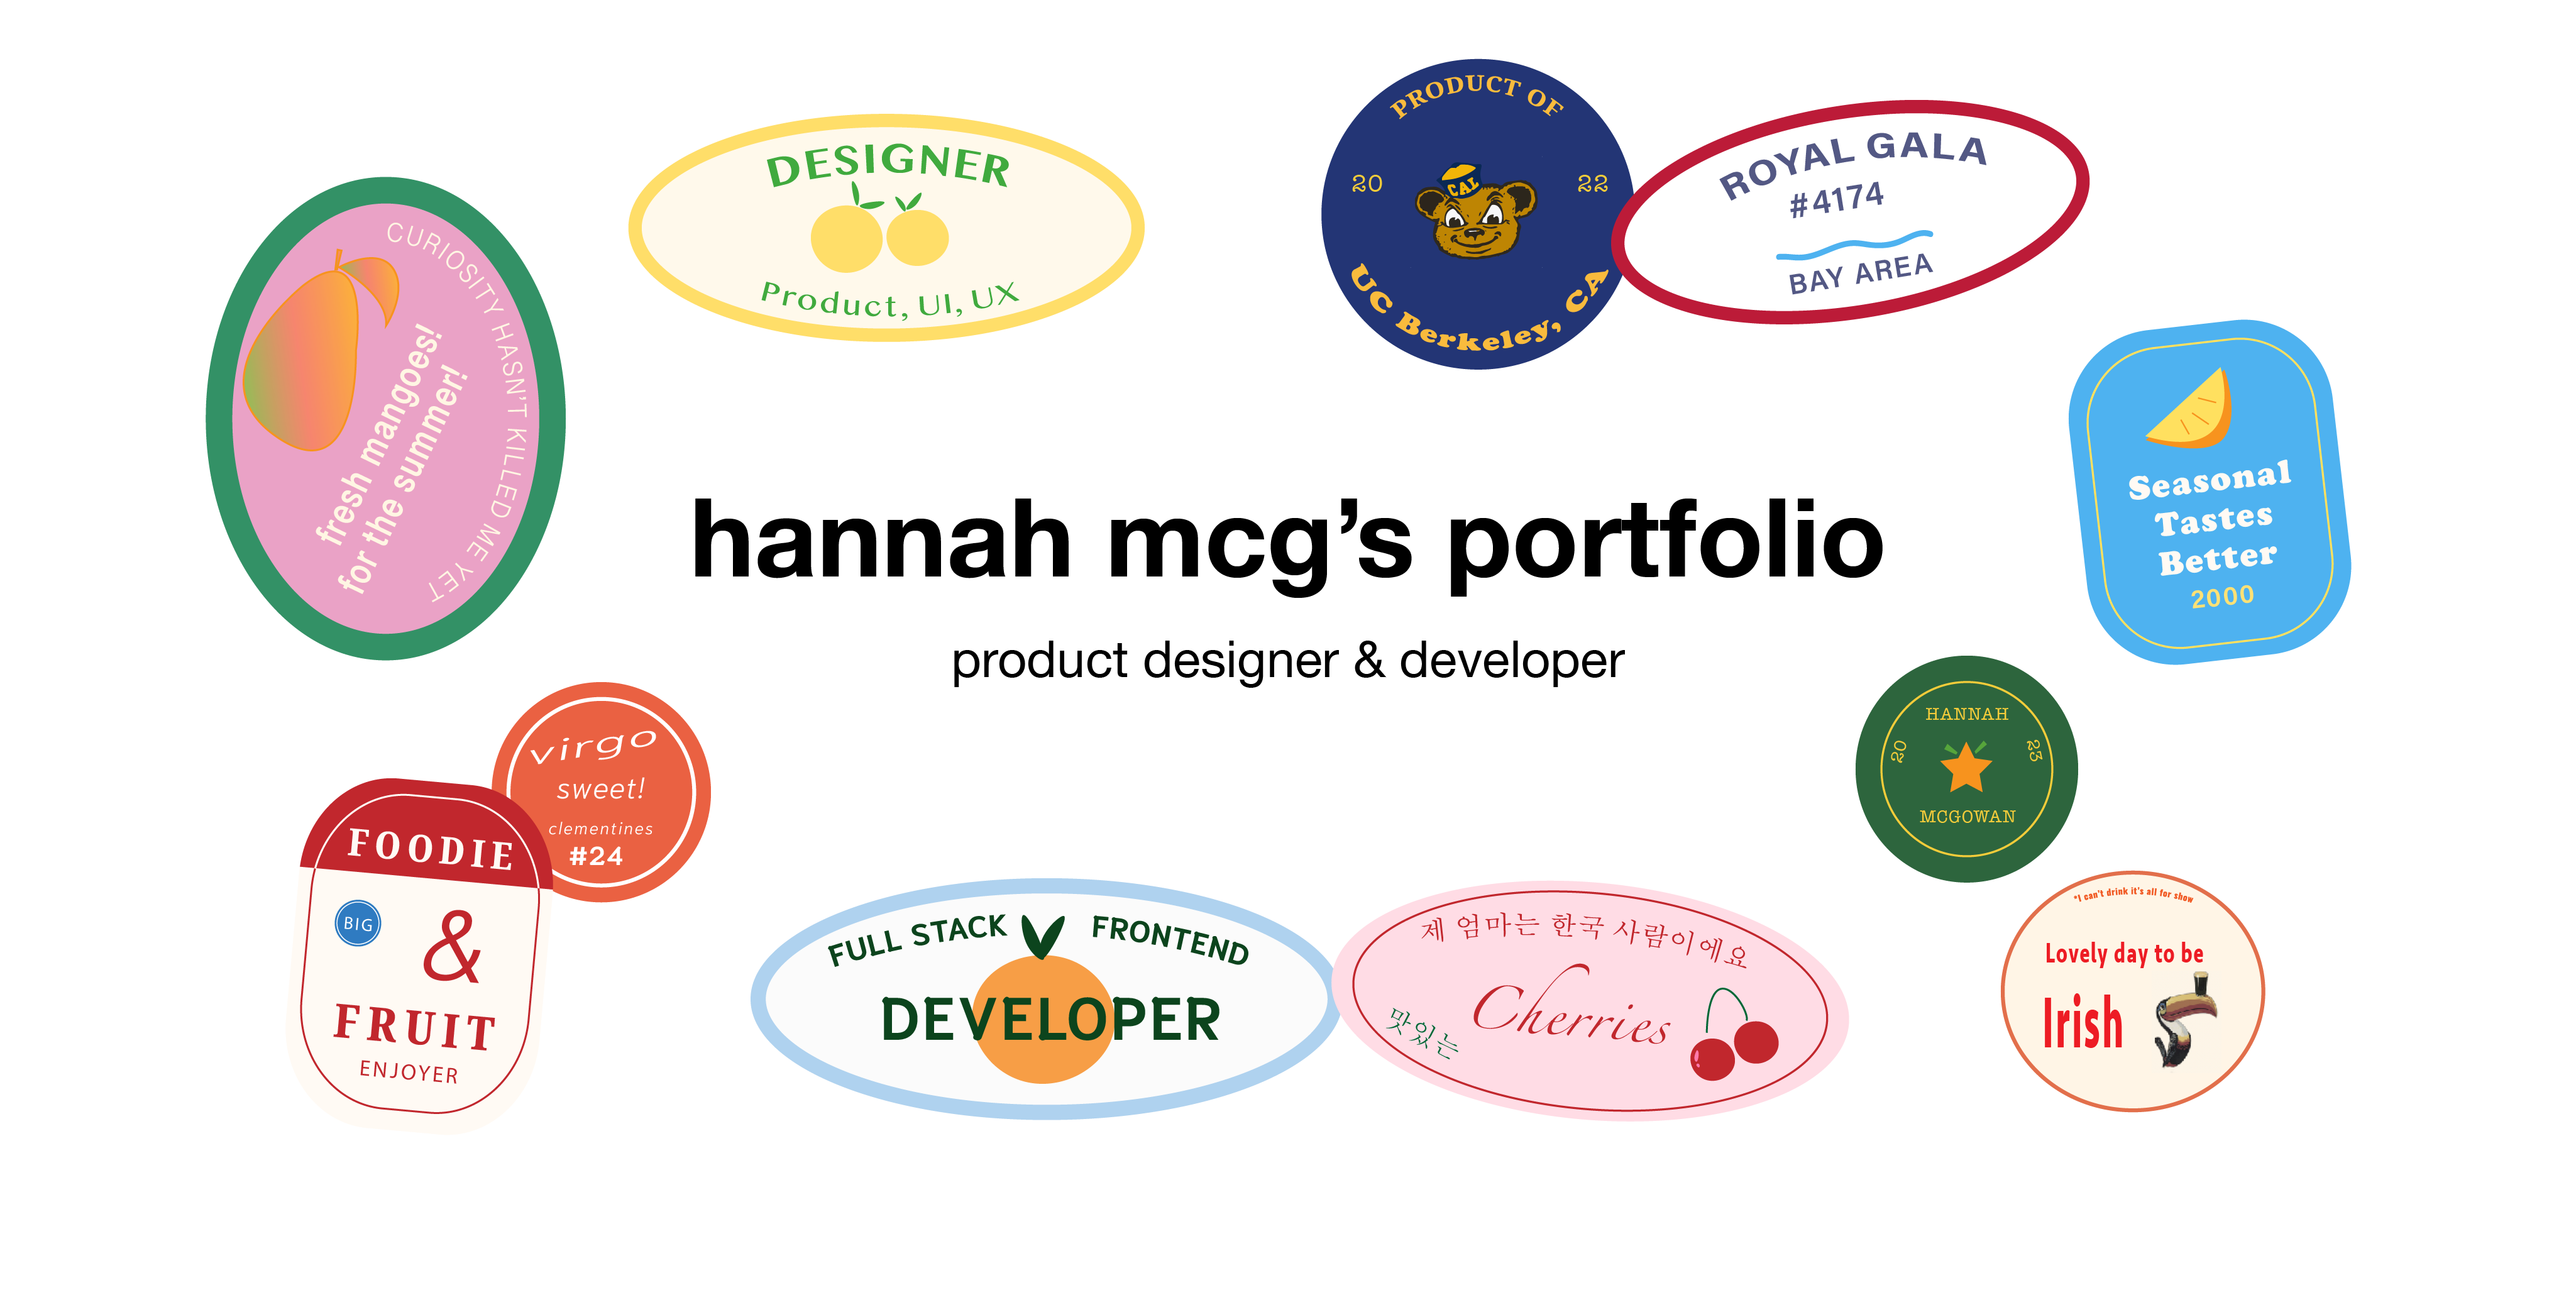 DESIGNER
Product, UI, UX
PRODUCT OF
20 22
CAL
UC Berkeley, CA
ROYAL GALA
#4174
BAY AREA
CURIOSITY HASN'T KILLED ME YET
fresh mangoes!
for the summer!
Seasonal
Tastes
Better
2000
hannah mcg’s portfolio
product designer & developer
virgo
sweet!
clementines
#24
HANNAH
20 23
MCGOWAN
FOODIE
BIG
&
FRUIT
ENJOYER
FULL STACK FRONTEND
DEVELOPER
제 엄마는 한국 사람이에요
Cherries
맛있는
*I can't drink it's all for show
Lovely day to be
Irish